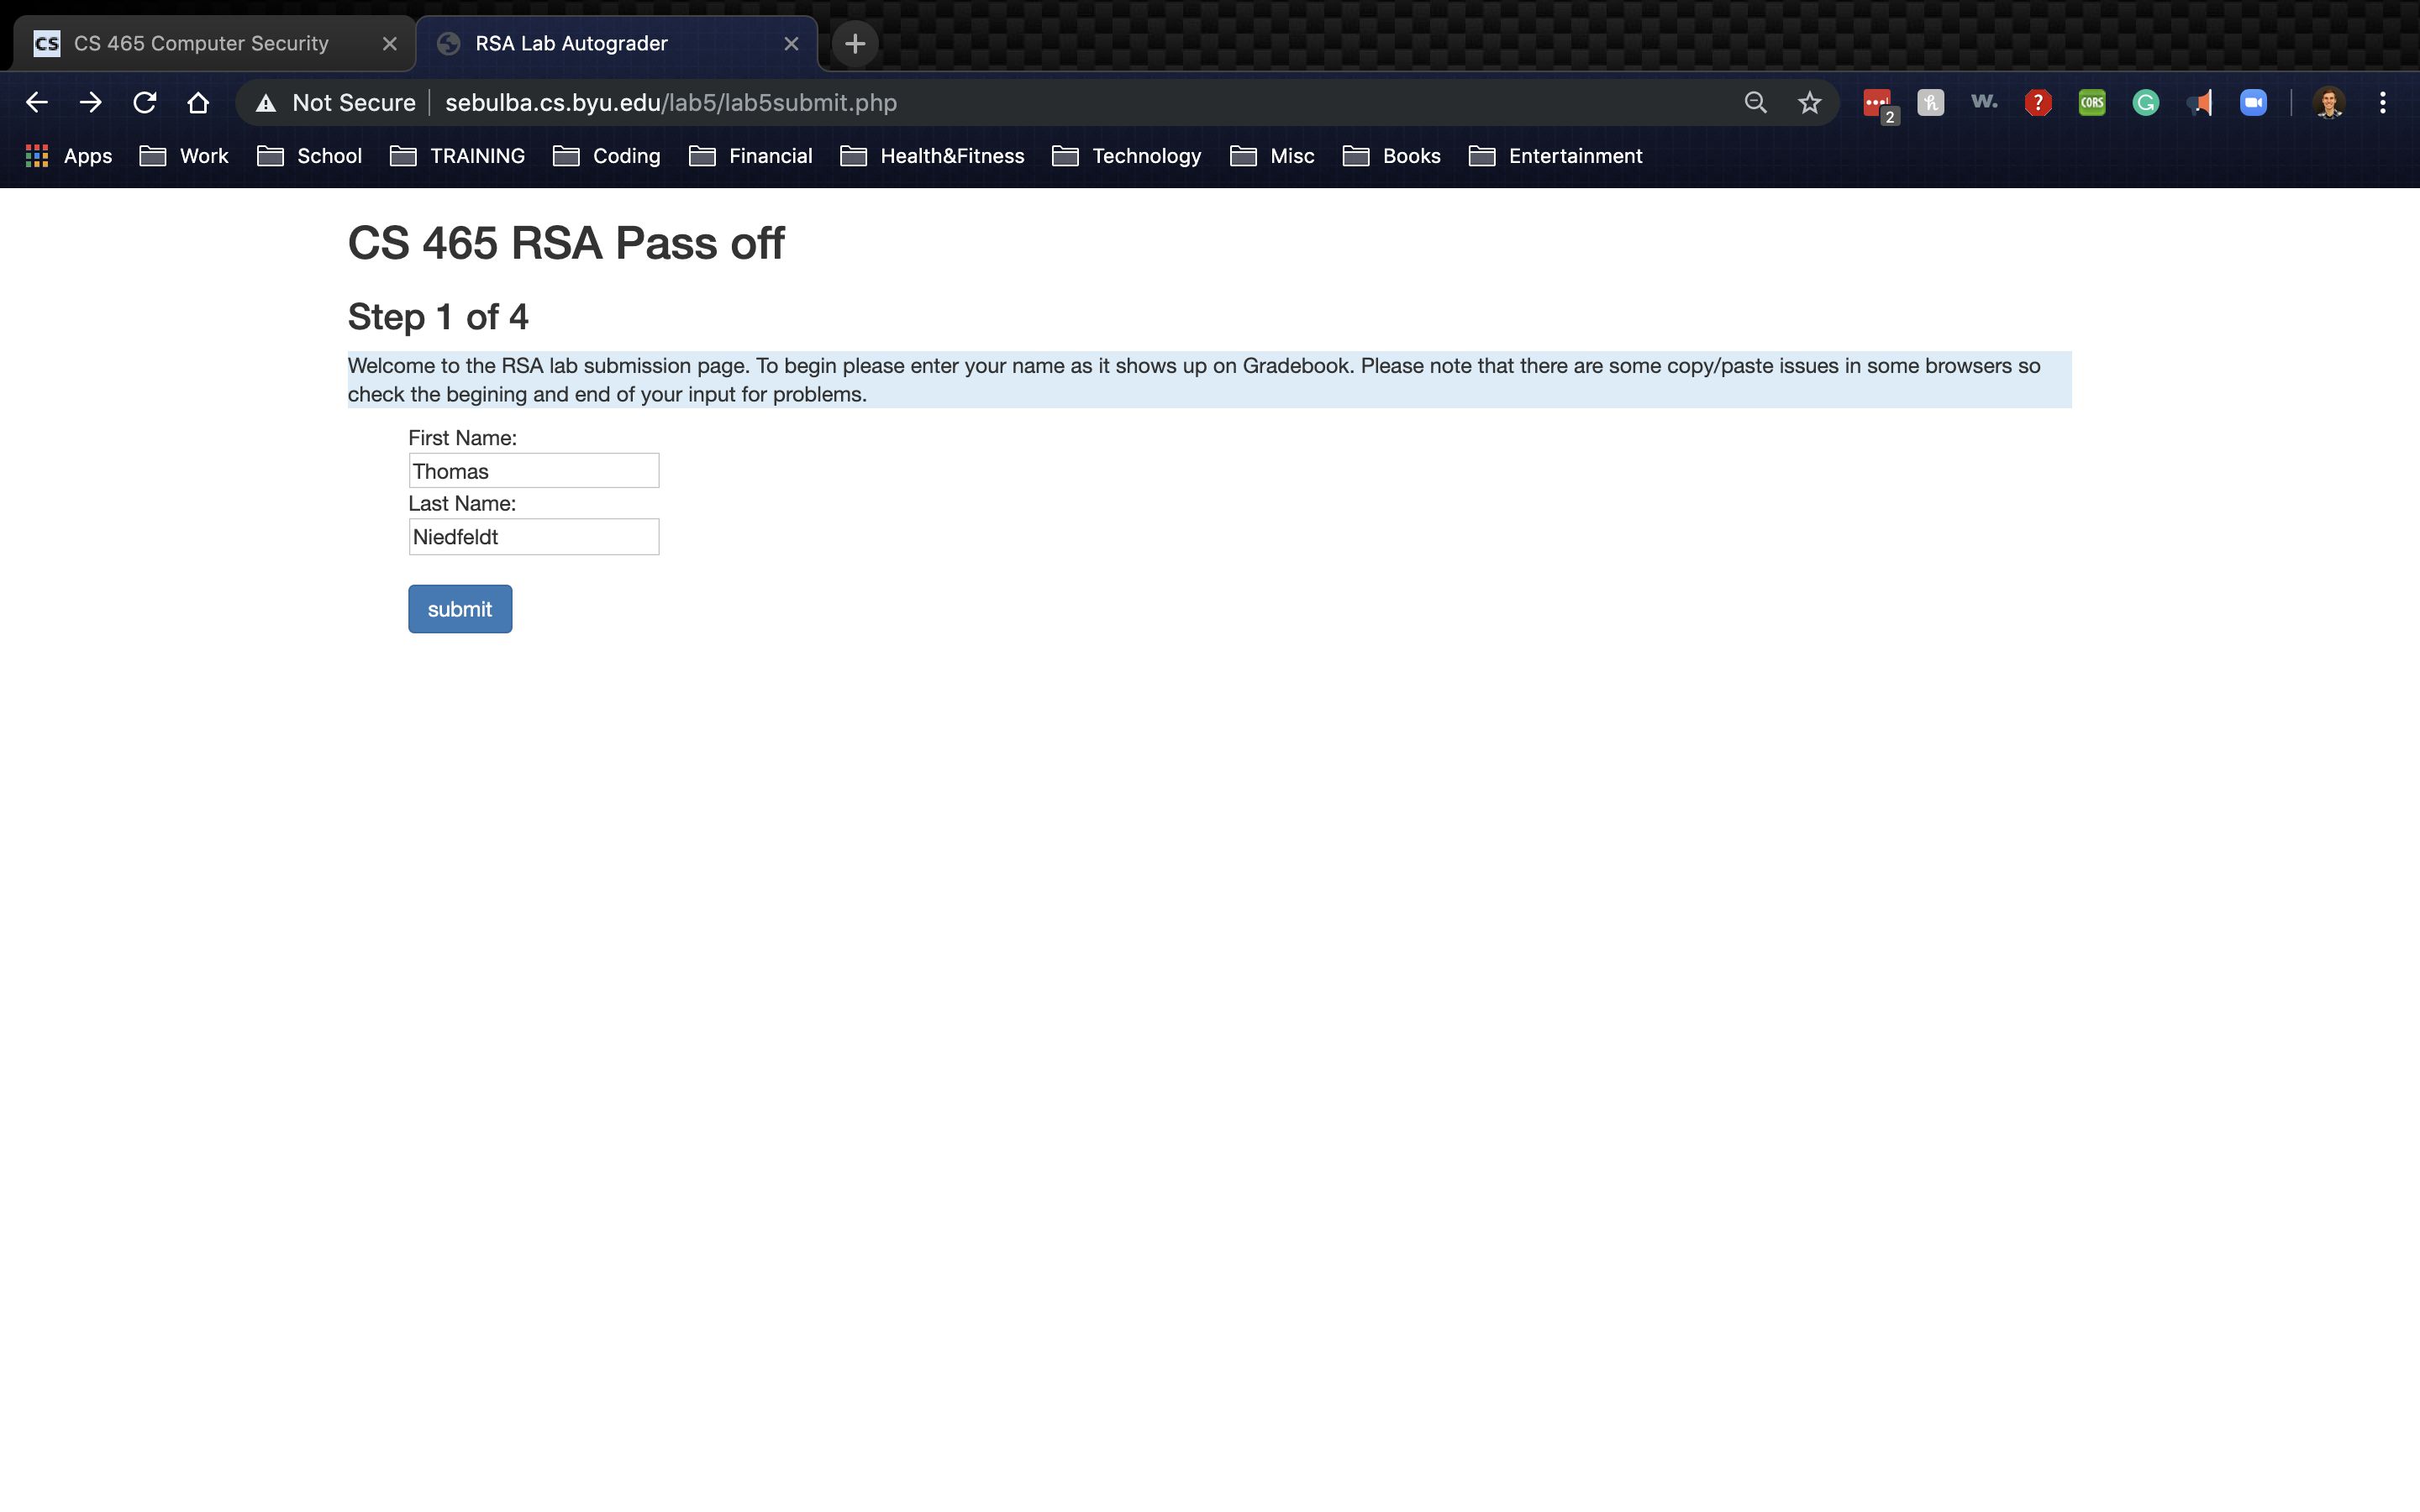 CS CS 465 Computer Security
RSA Lab Autograder
Not Secure sebulba.cs.byu.edu/lab5/lab5submit.php
2 h w. ? CORS G
Apps Work School TRAINING Coding Financial Health&Fitness Technology Misc Books Entertainment
CS 465 RSA Pass off
Step 1 of 4
Welcome to the RSA lab submission page. To begin please enter your name as it shows up on Gradebook. Please note that there are some copy/paste issues in some browsers so
check the begining and end of your input for problems.
First Name:
Thomas
Last Name:
Niedfeldt
submit